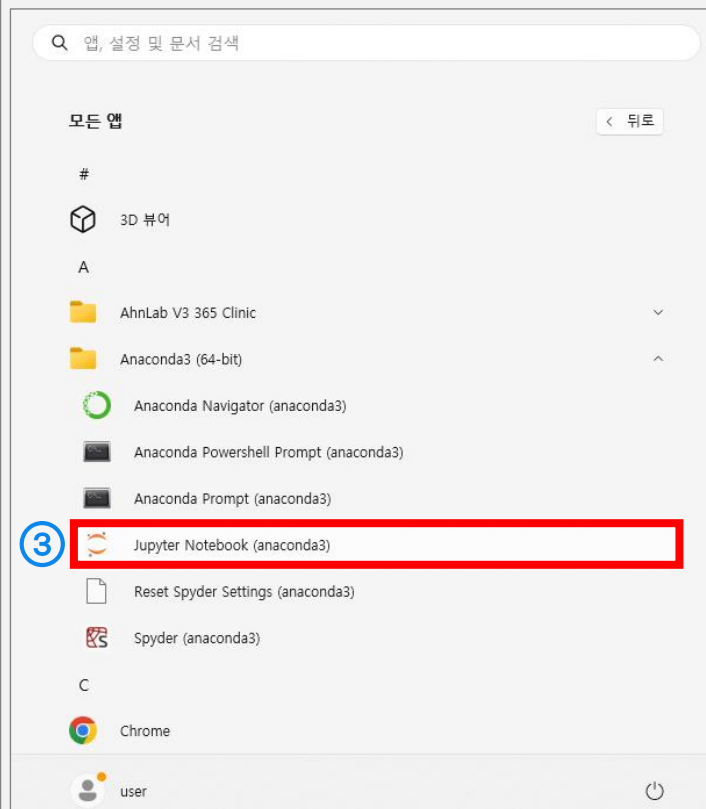 앱, 설정 및 문서 검색
모든 앱
뒤로
#
3D 뷰어
A
AhnLab V3 365 Clinic
Anaconda3 (64-bit)
Anaconda Navigator (anaconda3)
Anaconda Powershell Prompt (anaconda3)
Anaconda Prompt (anaconda3)
③ Jupyter Notebook (anaconda3)
Reset Spyder Settings (anaconda3)
Spyder (anaconda3)
C
Chrome
user